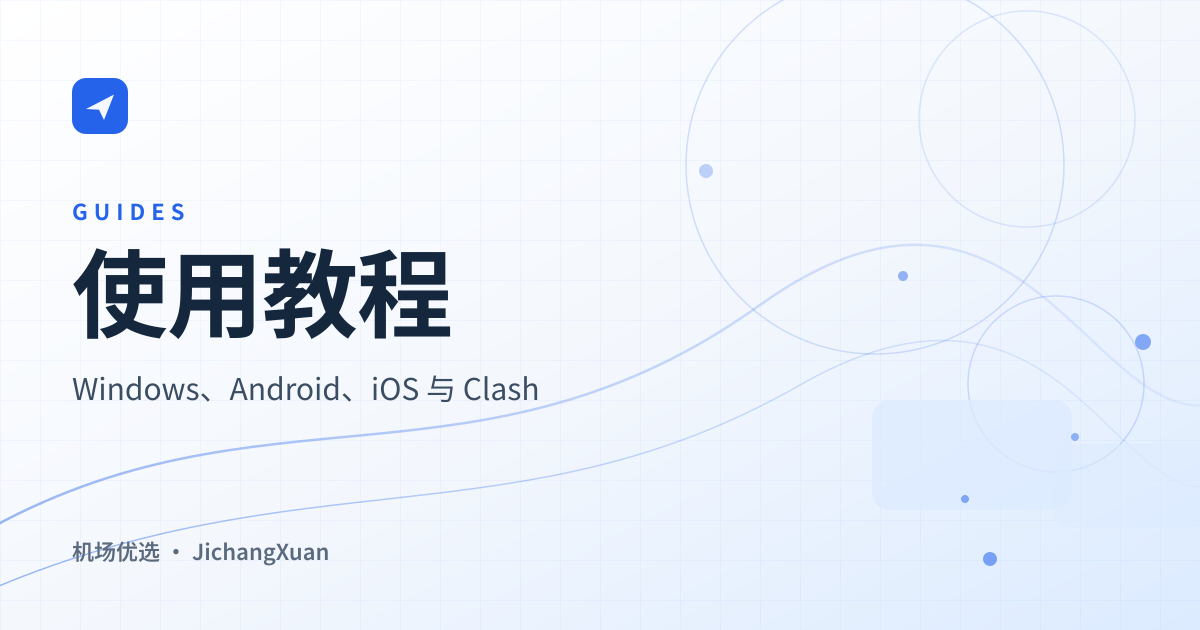 GUIDES
使用教程
Windows、Android、iOS 与 Clash
机场优选 • JichangXuan